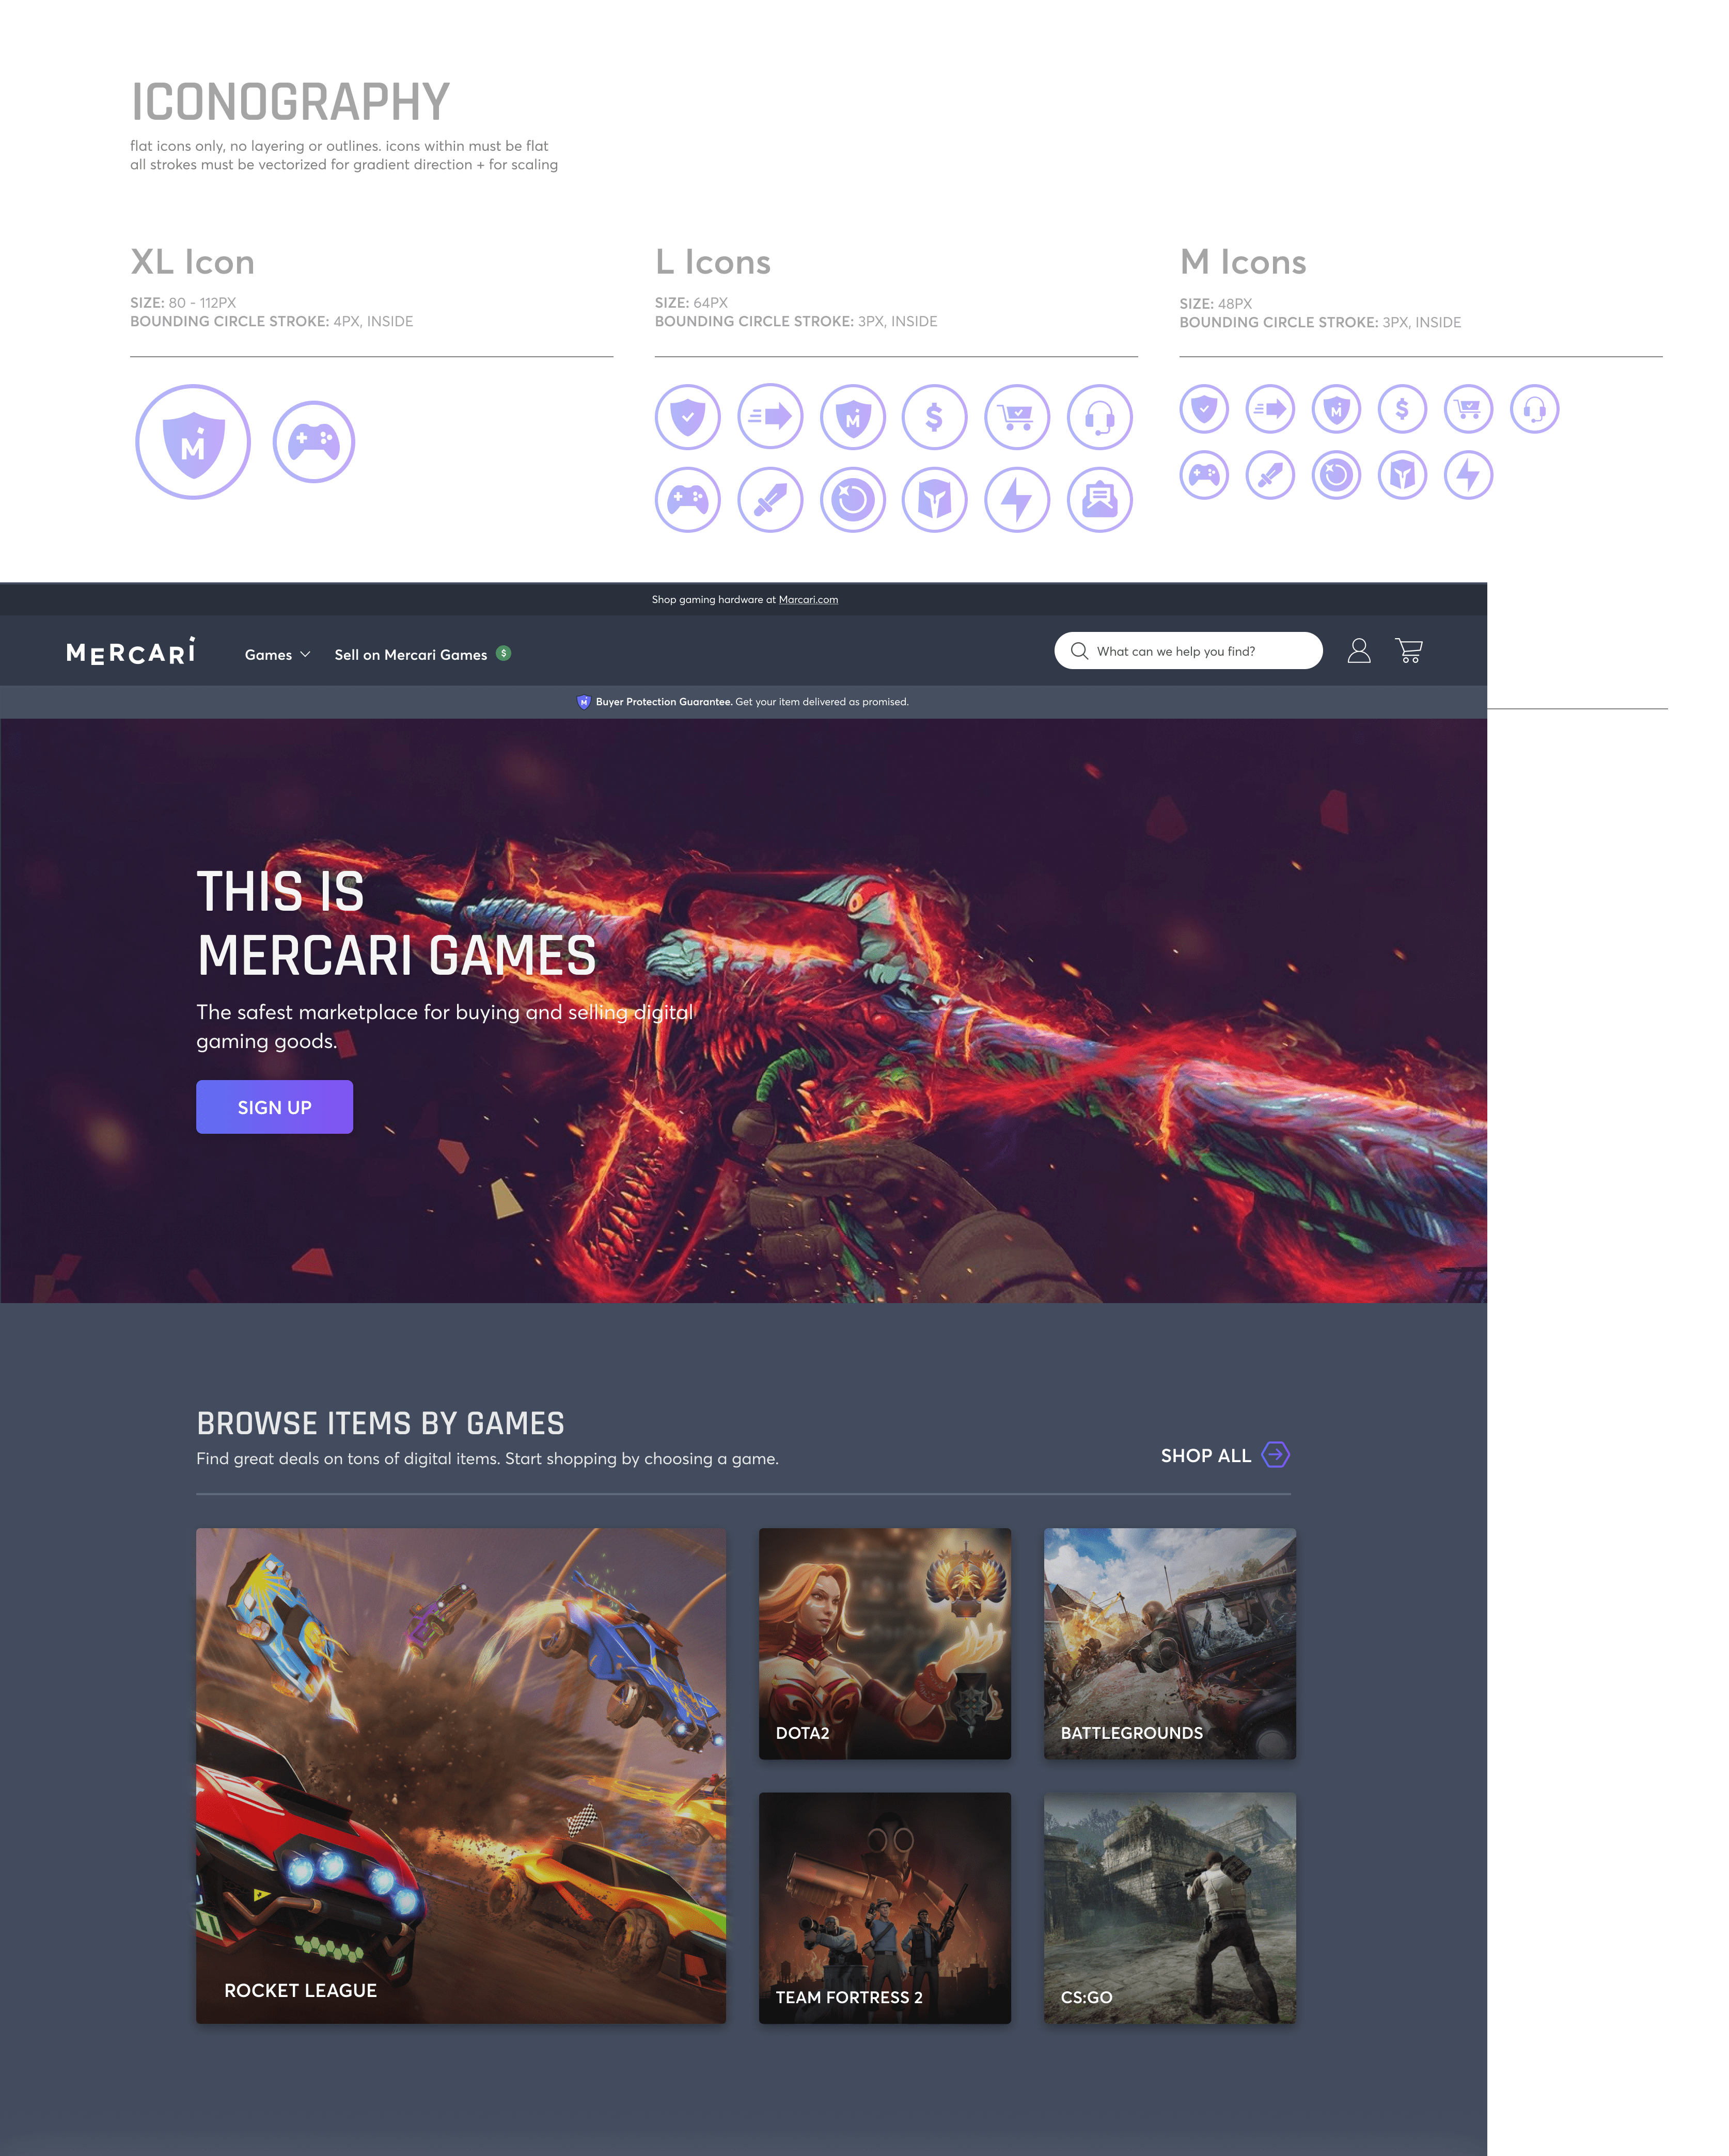 ICONOGRAPHY
flat icons only, no layering or outlines. icons within must be flat
all strokes must be vectorized for gradient direction + for scaling
XL Icon
SIZE: 80 - 112PX
BOUNDING CIRCLE STROKE: 4PX, INSIDE
L Icons
SIZE: 64PX
BOUNDING CIRCLE STROKE: 3PX, INSIDE
M Icons
SIZE: 48PX
BOUNDING CIRCLE STROKE: 3PX, INSIDE
M
$
M
$
M
Shop gaming hardware at Marcari.com
MERCARI
Games
Sell on Mercari Games $
What can we help you find?
M Buyer Protection Guarantee. Get your item delivered as promised.
THIS IS
MERCARI GAMES
The safest marketplace for buying and selling digital
gaming goods.
SIGN UP
BROWSE ITEMS BY GAMES
Find great deals on tons of digital items. Start shopping by choosing a game.
SHOP ALL
ROCKET LEAGUE
DOTA2
BATTLEGROUNDS
TEAM FORTRESS 2
CS:GO